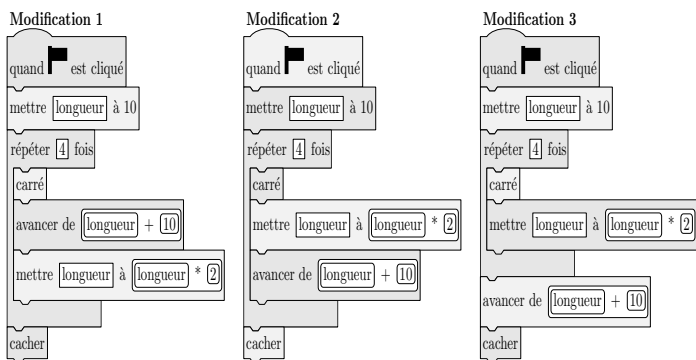 Modification 1
quand est cliqué
mettre longueur à 10
répéter 4 fois
carré
avancer de longueur + 10
mettre longueur à longueur * 2
cacher
Modification 2
quand est cliqué
mettre longueur à 10
répéter 4 fois
carré
mettre longueur à longueur * 2
avancer de longueur + 10
cacher
Modification 3
quand est cliqué
mettre longueur à 10
répéter 4 fois
carré
mettre longueur à longueur * 2
avancer de longueur + 10
cacher